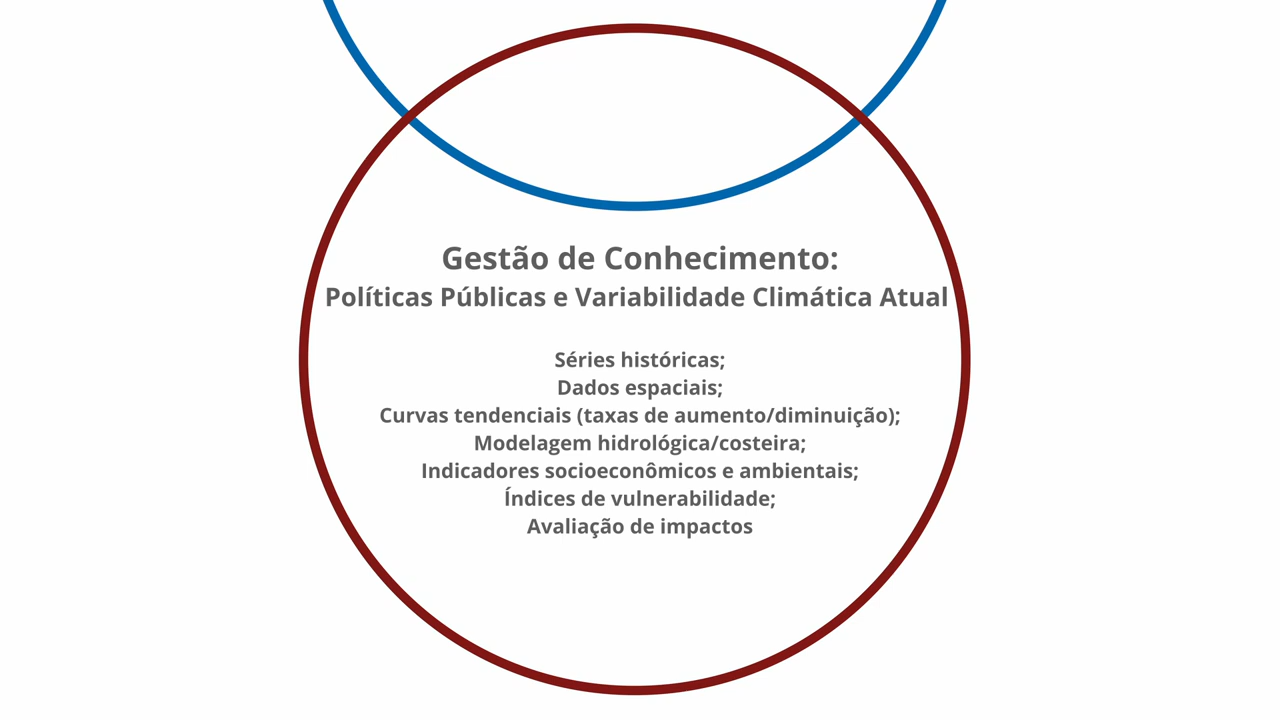 Gestão de Conhecimento:
Políticas Públicas e Variabilidade Climática Atual
Séries históricas;
Dados espaciais;
Curvas tendenciais (taxas de aumento/diminuição);
Modelagem hidrológica/costeira;
Indicadores socioeconômicos e ambientais;
Índices de vulnerabilidade;
Avaliação de impactos